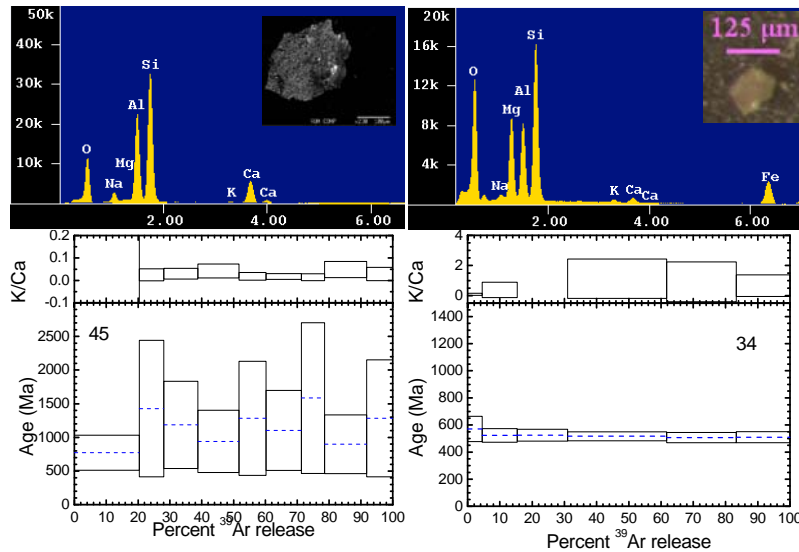 50k
40k
30k
20k
10k
O
Na
Mg
Al
Si
K
Ca
Ca
2.00
4.00
6.00
20k
16k
12k
8k
4k
O
Na
Mg
Al
Si
K
Ca
Ca
Fe
2.00
4.00
6.00
125 µm
K/Ca
0.2
0.1
0.0
-0.1
45
Age (Ma)
2500
2000
1500
1000
500
0
0 10 20 30 40 50 60 70 80 90 100
Percent ³⁹Ar release
K/Ca
4
2
0
34
Age (Ma)
1400
1200
1000
800
600
400
200
0
0 10 20 30 40 50 60 70 80 90 100
Percent ³⁹Ar release